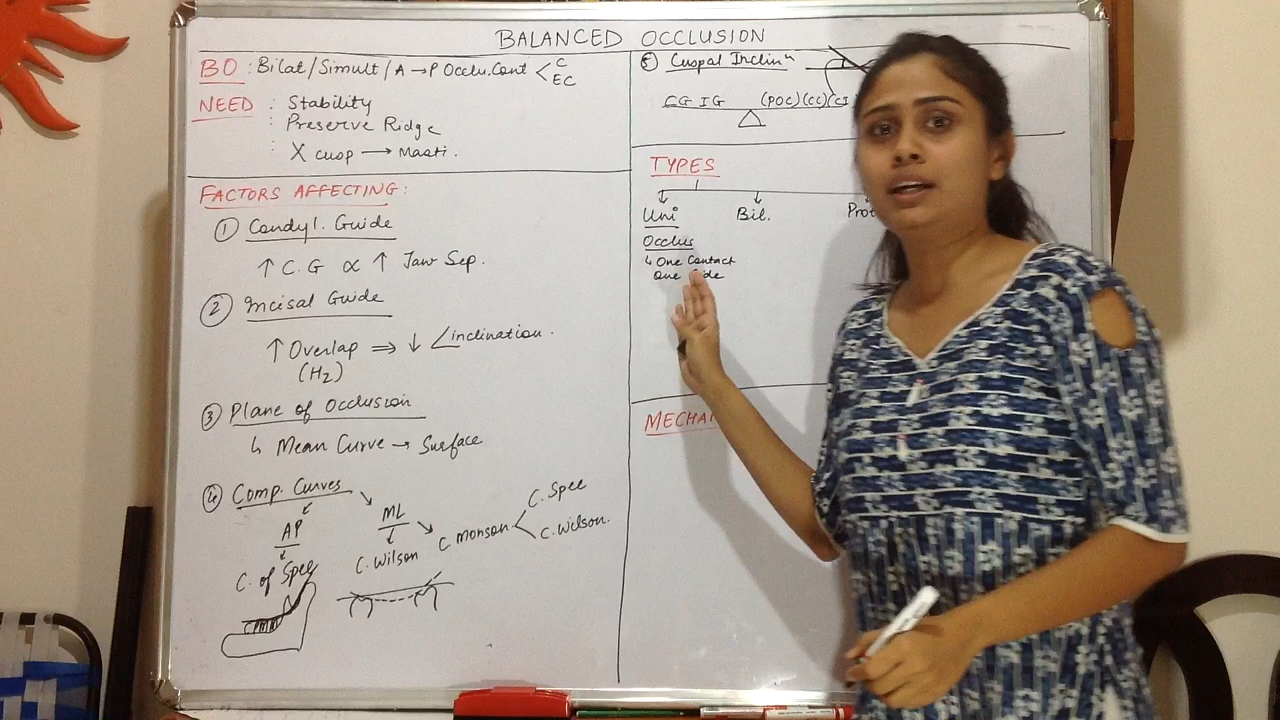 BALANCED OCCLUSION
BO : Bilat/Simult/A→P Occlu.Cont < C
EC
NEED : Stability
: Preserve Ridge
: X cusp → Masti.
FACTORS AFFECTING:
① Condyl. Guide
↑ C.G ∝ ↑ Jaw Sep.
② Incisal Guide
↑ Overlap ⇒ ↓ ∠inclination.
(H2)
③ Plane of Occlusion
↳ Mean Curve → Surface
④ Comp. Curves
AP
C. of Spee
ML
C. Wilson
C monson
C. Spee
C. Wilson.
⑤ Cuspal Inclinⁿ
CG IG (POC)(CC)(CI
TYPES
Uni Bil. Prot
Occlus
↳ One Contact
One Side
MECHA